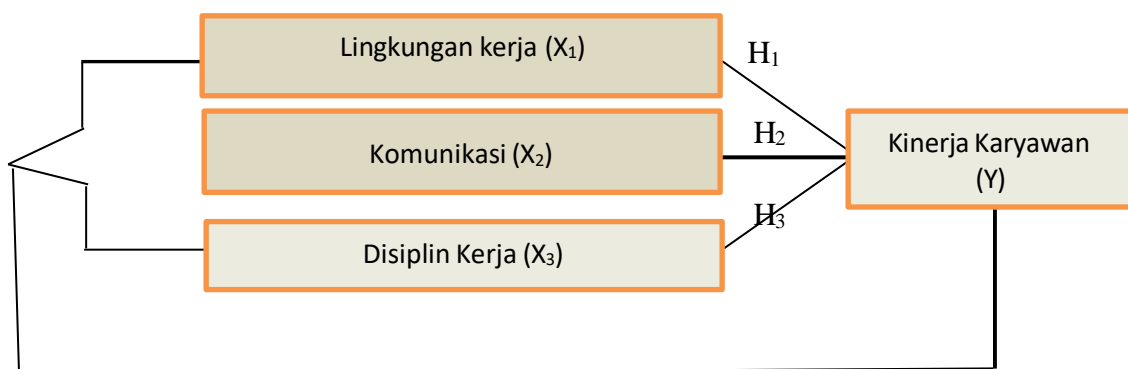 Lingkungan kerja (X₁)
H₁
Komunikasi (X₂)
H₂
Kinerja Karyawan
(Y)
Disiplin Kerja (X₃)
H₃